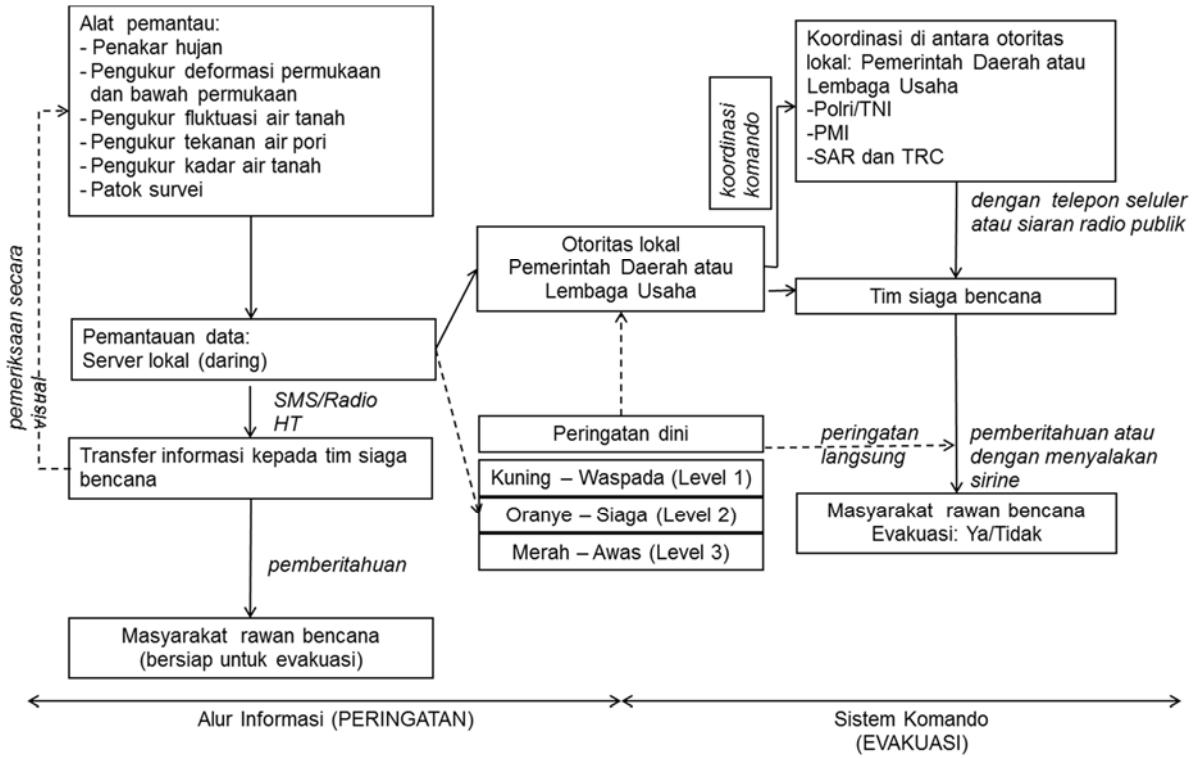 Alat pemantau:
- Penakar hujan
- Pengukur deformasi permukaan
dan bawah permukaan
- Pengukur fluktuasi air tanah
- Pengukur tekanan air pori
- Pengukur kadar air tanah
- Patok survei
pemeriksaan secara
visual
Pemantauan data:
Server lokal (daring)
SMS/Radio
HT
Transfer informasi kepada tim siaga
bencana
pemberitahuan
Masyarakat rawan bencana
(bersiap untuk evakuasi)
Otoritas lokal
Pemerintah Daerah atau
Lembaga Usaha
Peringatan dini
Kuning – Waspada (Level 1)
Oranye – Siaga (Level 2)
Merah – Awas (Level 3)
koordinasi
komando
Koordinasi di antara otoritas
lokal: Pemerintah Daerah atau
Lembaga Usaha
-Polri/TNI
-PMI
-SAR dan TRC
dengan telepon seluler
atau siaran radio publik
Tim siaga bencana
peringatan
langsung
pemberitahuan atau
dengan menyalakan
sirine
Masyarakat rawan bencana
Evakuasi: Ya/Tidak
Alur Informasi (PERINGATAN)
Sistem Komando
(EVAKUASI)